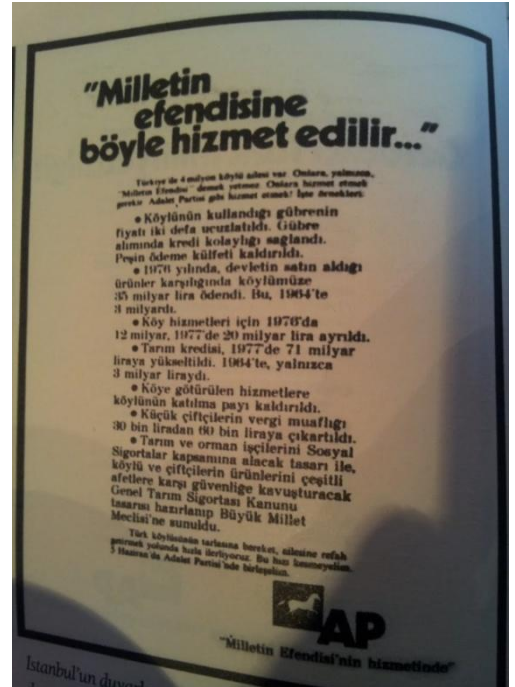 "Milletin
efendisine
böyle hizmet edilir..."
Türkiye'de 4 milyon köylü ailesi var. Onlara, yalnızca,
"Milletin Efendisi" demek yetmez. Onlara hizmet etmek
gerekir. Adalet Partisi gibi hizmet etmek! İşte örnekleri:
• Köylünün kullandığı gübrenin
fiyatı iki defa ucuzlatıldı. Gübre
alımında kredi kolaylığı sağlandı.
Peşin ödeme külfeti kaldırıldı.
• 1976 yılında, devletin satın aldığı
ürünler karşılığında köylümüze
35 milyar lira ödendi. Bu, 1964'te
3 milyardı.
• Köy hizmetleri için 1976'da
12 milyar, 1977'de 20 milyar lira ayrıldı.
• Tarım kredisi, 1977'de 71 milyar
liraya yükseltildi. 1964'te, yalnızca
3 milyar liraydı.
• Köye götürülen hizmetlere
köylünün katılma payı kaldırıldı.
• Küçük çiftçilerin vergi muaflığı
30 bin liradan 60 bin liraya çıkartıldı.
• Tarım ve orman işçilerini Sosyal
Sigortalar kapsamına alacak tasarı ile,
köylü ve çiftçilerin ürünlerini çeşitli
afetlere karşı güvenliğe kavuşturacak
Genel Tarım Sigortası Kanunu
tasarısı hazırlanıp Büyük Millet
Meclisi'ne sunuldu.
Türk köylüsünün tarlasına bereket, ailesine refah
getirmek yolunda hızla ilerliyoruz. Bu hızı kesmeyelim.
5 Haziran'da Adalet Partisi'nde birleşelim.
AP
"Milletin Efendisi'nin hizmetinde"
İstanbul'un